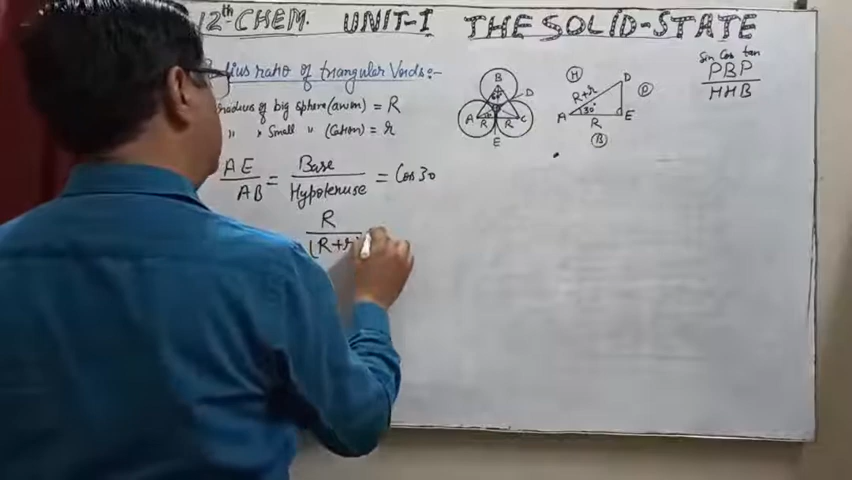 12th CHEM. UNIT-I THE SOLID-STATE
ius ratio of triangular Voids:-
radius of big sphere (anion) = R
" " Small " (Cation) = r
AE / AB = Base / Hypotenuse = Cos 30
R / (R+r)
B
A D C
R R
E
H
D
R+r
O
A 30° E
R
B
sin Cos tan
P B P
H H B